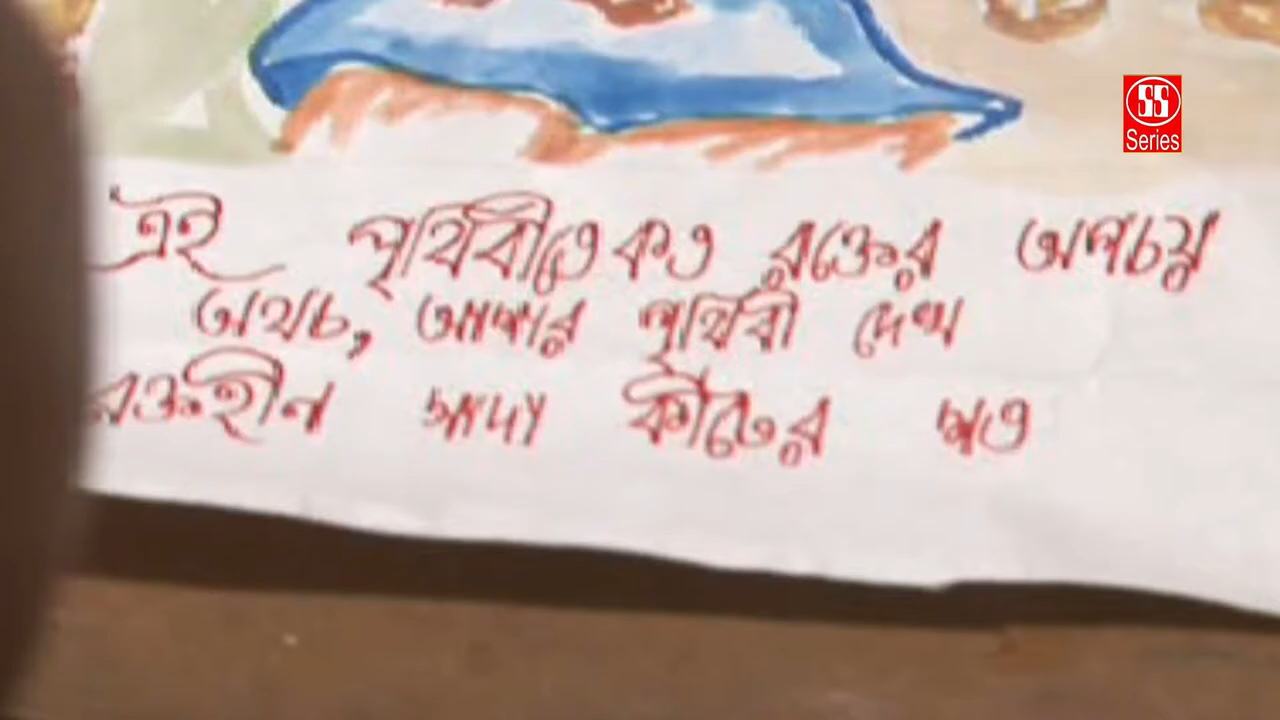 SS
Series
এই পৃথিবীতে কত রক্তের অপচয়
অথচ, আমার পৃথিবী দেখ
রক্তহীন সাদা কীটের মত